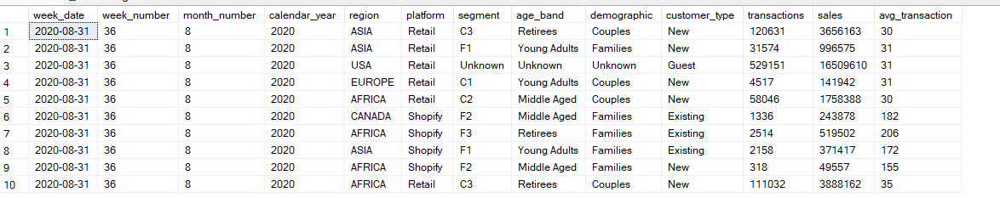 week_date week_number month_number calendar_year region platform segment age_band demographic customer_type transactions sales avg_transaction
1 2020-08-31 36 8 2020 ASIA Retail C3 Retirees Couples New 120631 3656163 30
2 2020-08-31 36 8 2020 ASIA Retail F1 Young Adults Families New 31574 996575 31
3 2020-08-31 36 8 2020 USA Retail Unknown Unknown Unknown Guest 529151 16509610 31
4 2020-08-31 36 8 2020 EUROPE Retail C1 Young Adults Couples New 4517 141942 31
5 2020-08-31 36 8 2020 AFRICA Retail C2 Middle Aged Couples New 58046 1758388 30
6 2020-08-31 36 8 2020 CANADA Shopify F2 Middle Aged Families Existing 1336 243878 182
7 2020-08-31 36 8 2020 AFRICA Shopify F3 Retirees Families Existing 2514 519502 206
8 2020-08-31 36 8 2020 ASIA Shopify F1 Young Adults Families Existing 2158 371417 172
9 2020-08-31 36 8 2020 AFRICA Shopify F2 Middle Aged Families New 318 49557 155
10 2020-08-31 36 8 2020 AFRICA Retail C3 Retirees Couples New 111032 3888162 35